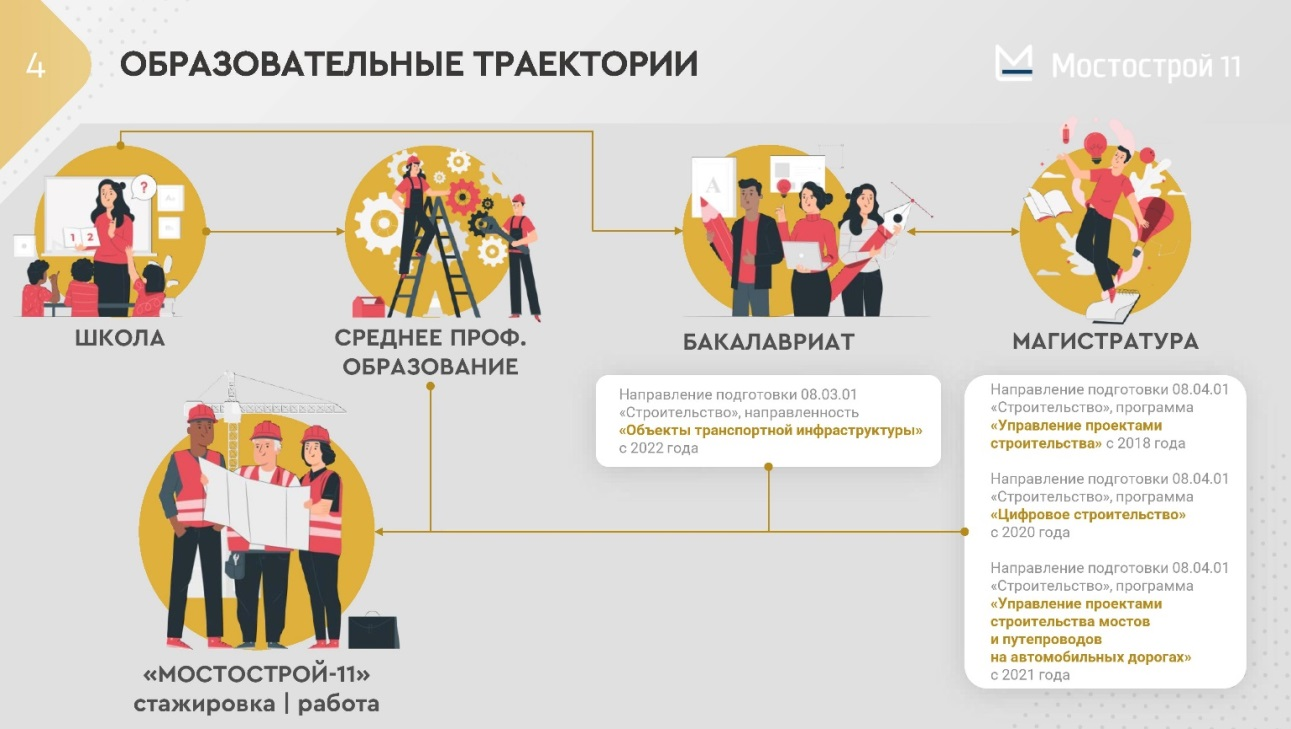 4
ОБРАЗОВАТЕЛЬНЫЕ ТРАЕКТОРИИ
Мостострой 11
?
A
1 2
ШКОЛА
СРЕДНЕЕ ПРОФ.
ОБРАЗОВАНИЕ
БАКАЛАВРИАТ
МАГИСТРАТУРА
Направление подготовки 08.03.01
«Строительство», направленность
«Объекты транспортной инфраструктуры»
с 2022 года
Направление подготовки 08.04.01
«Строительство», программа
«Управление проектами
строительства» с 2018 года
Направление подготовки 08.04.01
«Строительство», программа
«Цифровое строительство»
с 2020 года
Направление подготовки 08.04.01
«Строительство», программа
«Управление проектами
строительства мостов
и путепроводов
на автомобильных дорогах»
с 2021 года
«МОСТОСТРОЙ-11»
стажировка | работа